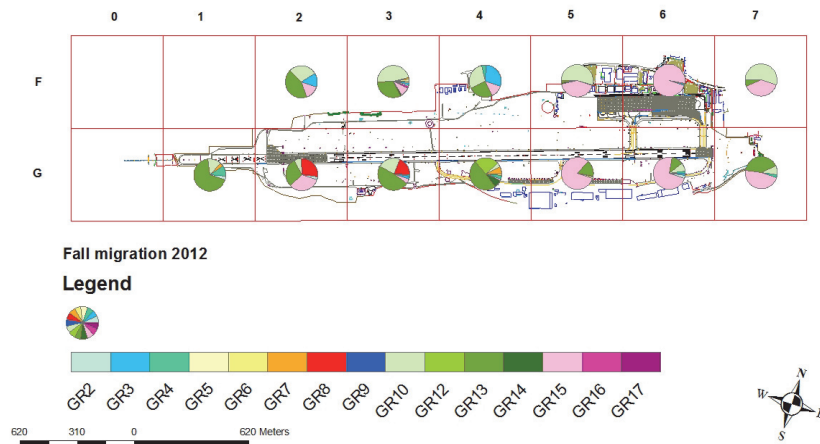 0 1 2 3 4 5 6 7
F
G
Fall migration 2012
Legend
GR2 GR3 GR4 GR5 GR6 GR7 GR8 GR9 GR10 GR12 GR13 GR14 GR15 GR16 GR17
620 310 0 620 Meters
N
W E
S